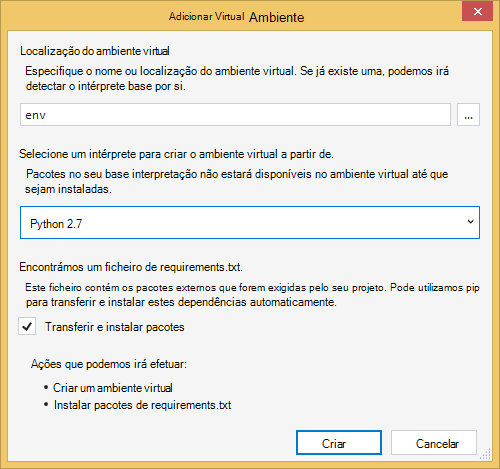 Adicionar Virtual Ambiente
Localização do ambiente virtual
Especifique o nome ou localização do ambiente virtual. Se já existe uma, podemos irá
detectar o intérprete base por si.
env
...
Selecione um intérprete para criar o ambiente virtual a partir de.
Pacotes no seu base interpretação não estará disponíveis no ambiente virtual até que
sejam instaladas.
Python 2.7
Encontrámos um ficheiro de requirements.txt.
Este ficheiro contém os pacotes externos que forem exigidas pelo seu projeto. Pode utilizamos pip
para transferir e instalar estes dependências automaticamente.
Transferir e instalar pacotes
Ações que podemos irá efetuar:
• Criar um ambiente virtual
• Instalar pacotes de requirements.txt
Criar
Cancelar